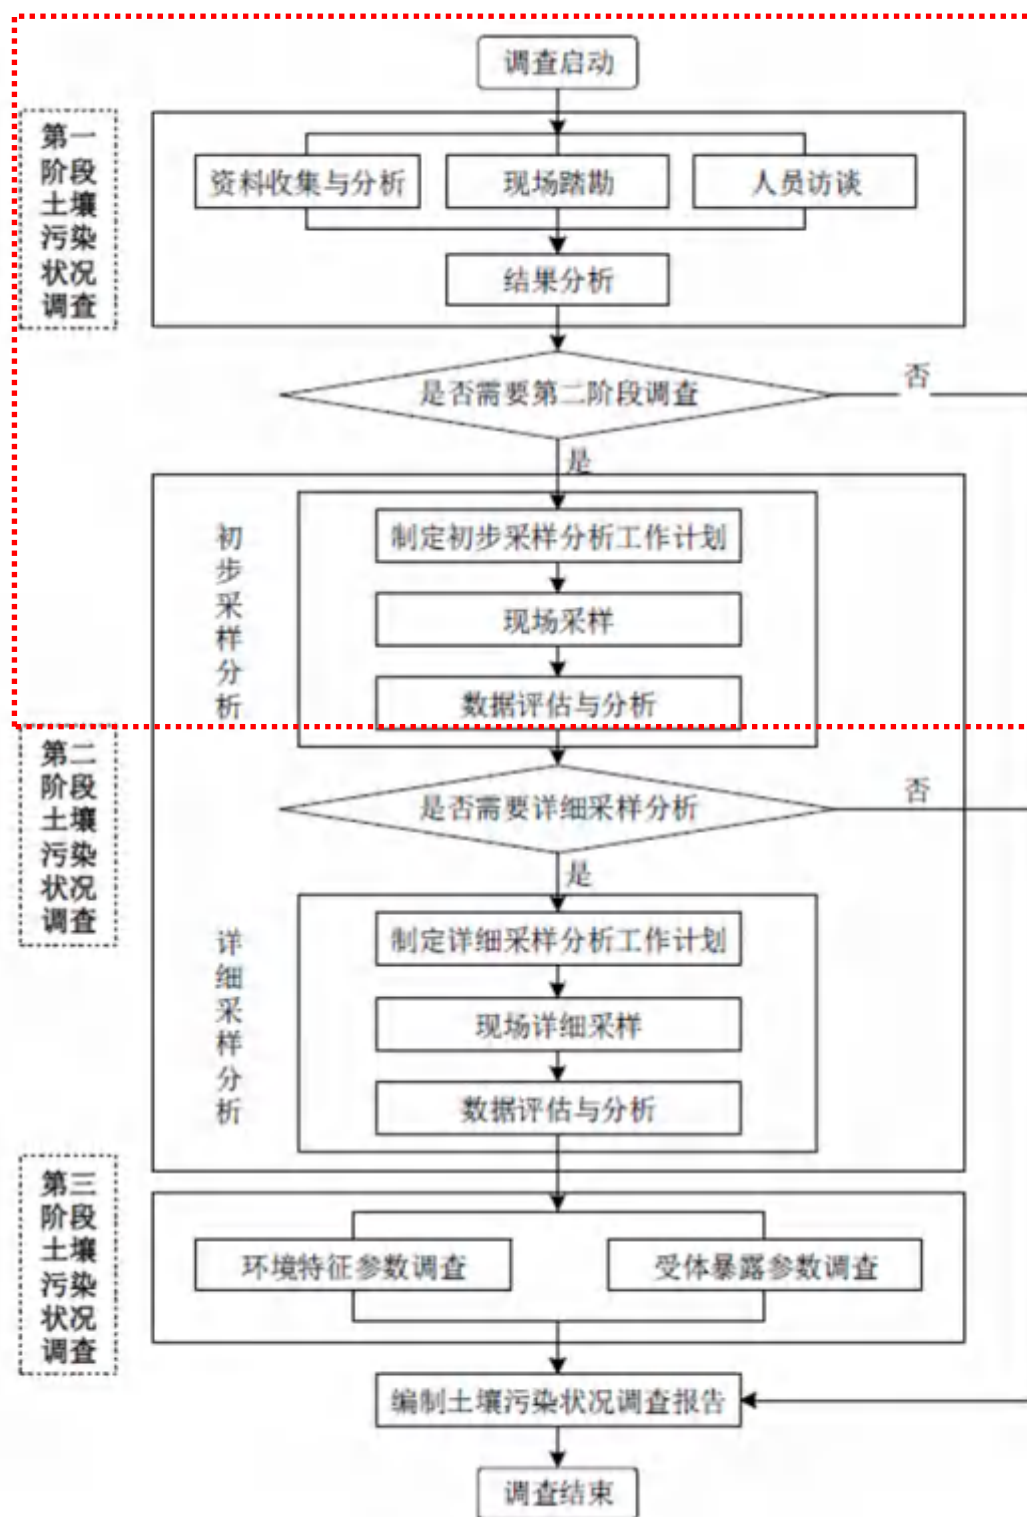 调查启动
第一
阶段
土壤
污染
状况
调查
资料收集与分析
现场踏勘
人员访谈
结果分析
是否需要第二阶段调查
否
是
初步采样分析
制定初步采样分析工作计划
现场采样
数据评估与分析
第二
阶段
土壤
污染
状况
调查
是否需要详细采样分析
否
是
详细采样分析
制定详细采样分析工作计划
现场详细采样
数据评估与分析
第三
阶段
土壤
污染
状况
调查
环境特征参数调查
受体暴露参数调查
编制土壤污染状况调查报告
调查结束